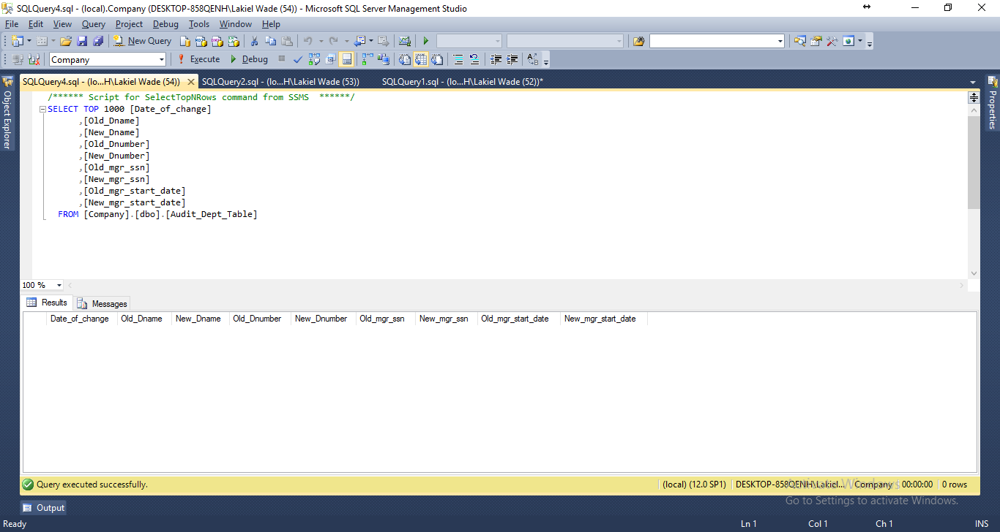 SQLQuery4.sql - (local).Company (DESKTOP-858QENH\Lakiel Wade (54)) - Microsoft SQL Server Management Studio
File Edit View Query Project Debug Tools Window Help
New Query
Company Execute Debug
SQLQuery4.sql - (lo...H\Lakiel Wade (54)) SQLQuery2.sql - (lo...H\Lakiel Wade (53)) SQLQuery1.sql - (lo...H\Lakiel Wade (52))*
Object Explorer
Properties
/****** Script for SelectTopNRows command from SSMS ******/
SELECT TOP 1000 [Date_of_change]
,[Old_Dname]
,[New_Dname]
,[Old_Dnumber]
,[New_Dnumber]
,[Old_mgr_ssn]
,[New_mgr_ssn]
,[Old_mgr_start_date]
,[New_mgr_start_date]
FROM [Company].[dbo].[Audit_Dept_Table]
100 %
Results Messages
Date_of_change Old_Dname New_Dname Old_Dnumber New_Dnumber Old_mgr_ssn New_mgr_ssn Old_mgr_start_date New_mgr_start_date
Query executed successfully. (local) (12.0 SP1) DESKTOP-858QENH\Lakiel... Company 00:00:00 0 rows
Activate Windows
Go to Settings to activate Windows.
Output
Ready Ln 1 Col 1 Ch 1 INS